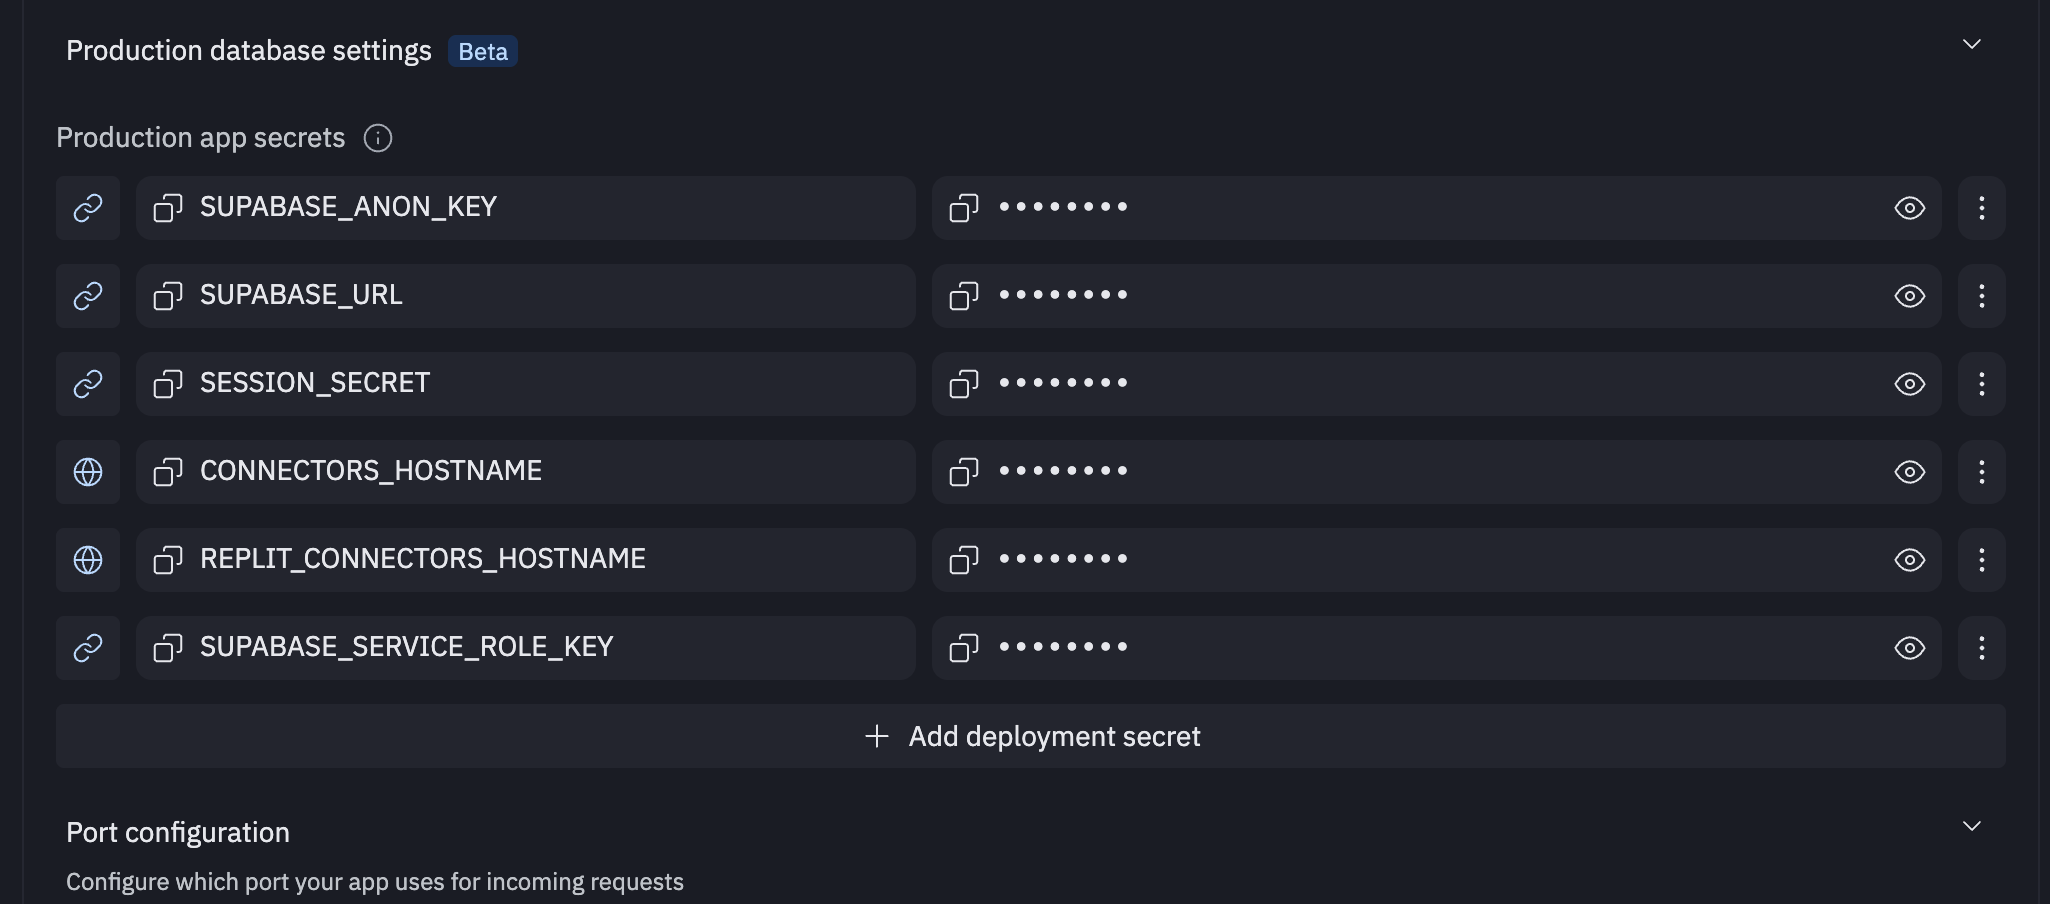 Production database settings Beta
Production app secrets
SUPABASE_ANON_KEY ••••••••
SUPABASE_URL ••••••••
SESSION_SECRET ••••••••
CONNECTORS_HOSTNAME ••••••••
REPLIT_CONNECTORS_HOSTNAME ••••••••
SUPABASE_SERVICE_ROLE_KEY ••••••••
Add deployment secret
Port configuration
Configure which port your app uses for incoming requests